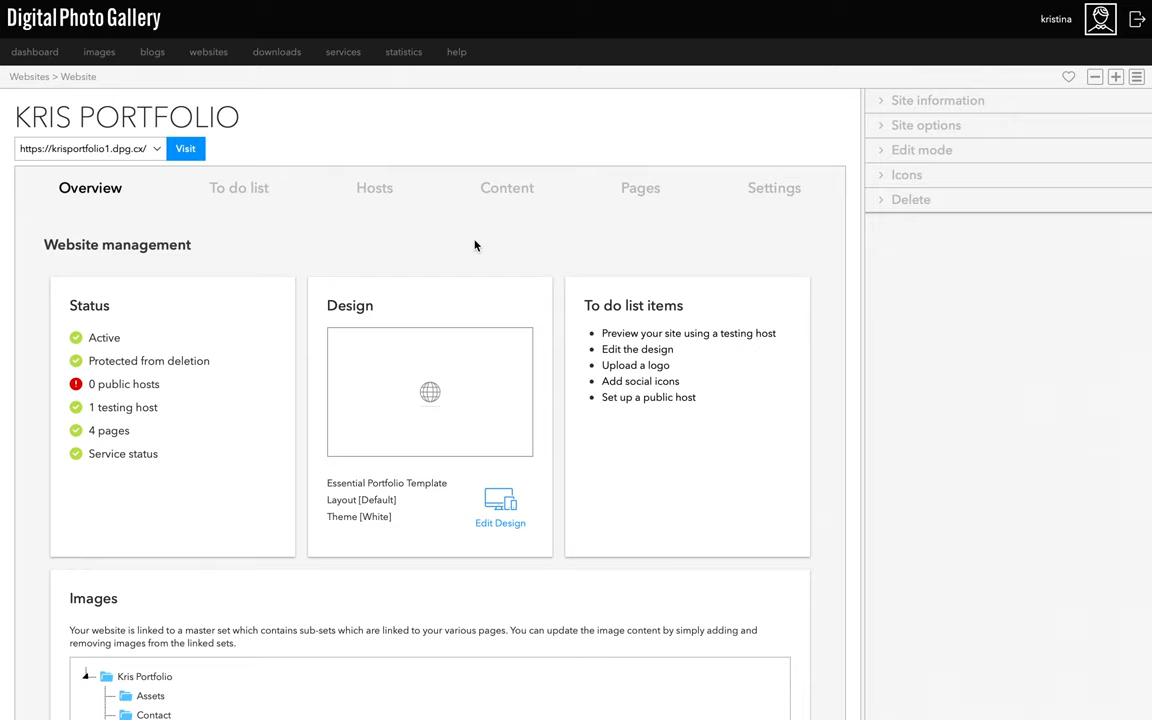 Digital Photo Gallery
kristina
dashboard images blogs websites downloads services statistics help
Websites > Website
KRIS PORTFOLIO
https://krisportfolio1.dpg.cx/ Visit
Overview To do list Hosts Content Pages Settings
Website management
Status
Active
Protected from deletion
0 public hosts
1 testing host
4 pages
Service status
Design
Essential Portfolio Template
Layout [Default]
Theme [White]
Edit Design
To do list items
Preview your site using a testing host
Edit the design
Upload a logo
Add social icons
Set up a public host
Images
Your website is linked to a master set which contains sub-sets which are linked to your various pages. You can update the image content by simply adding and
removing images from the linked sets.
Kris Portfolio
Assets
Contact
Site information
Site options
Edit mode
Icons
Delete